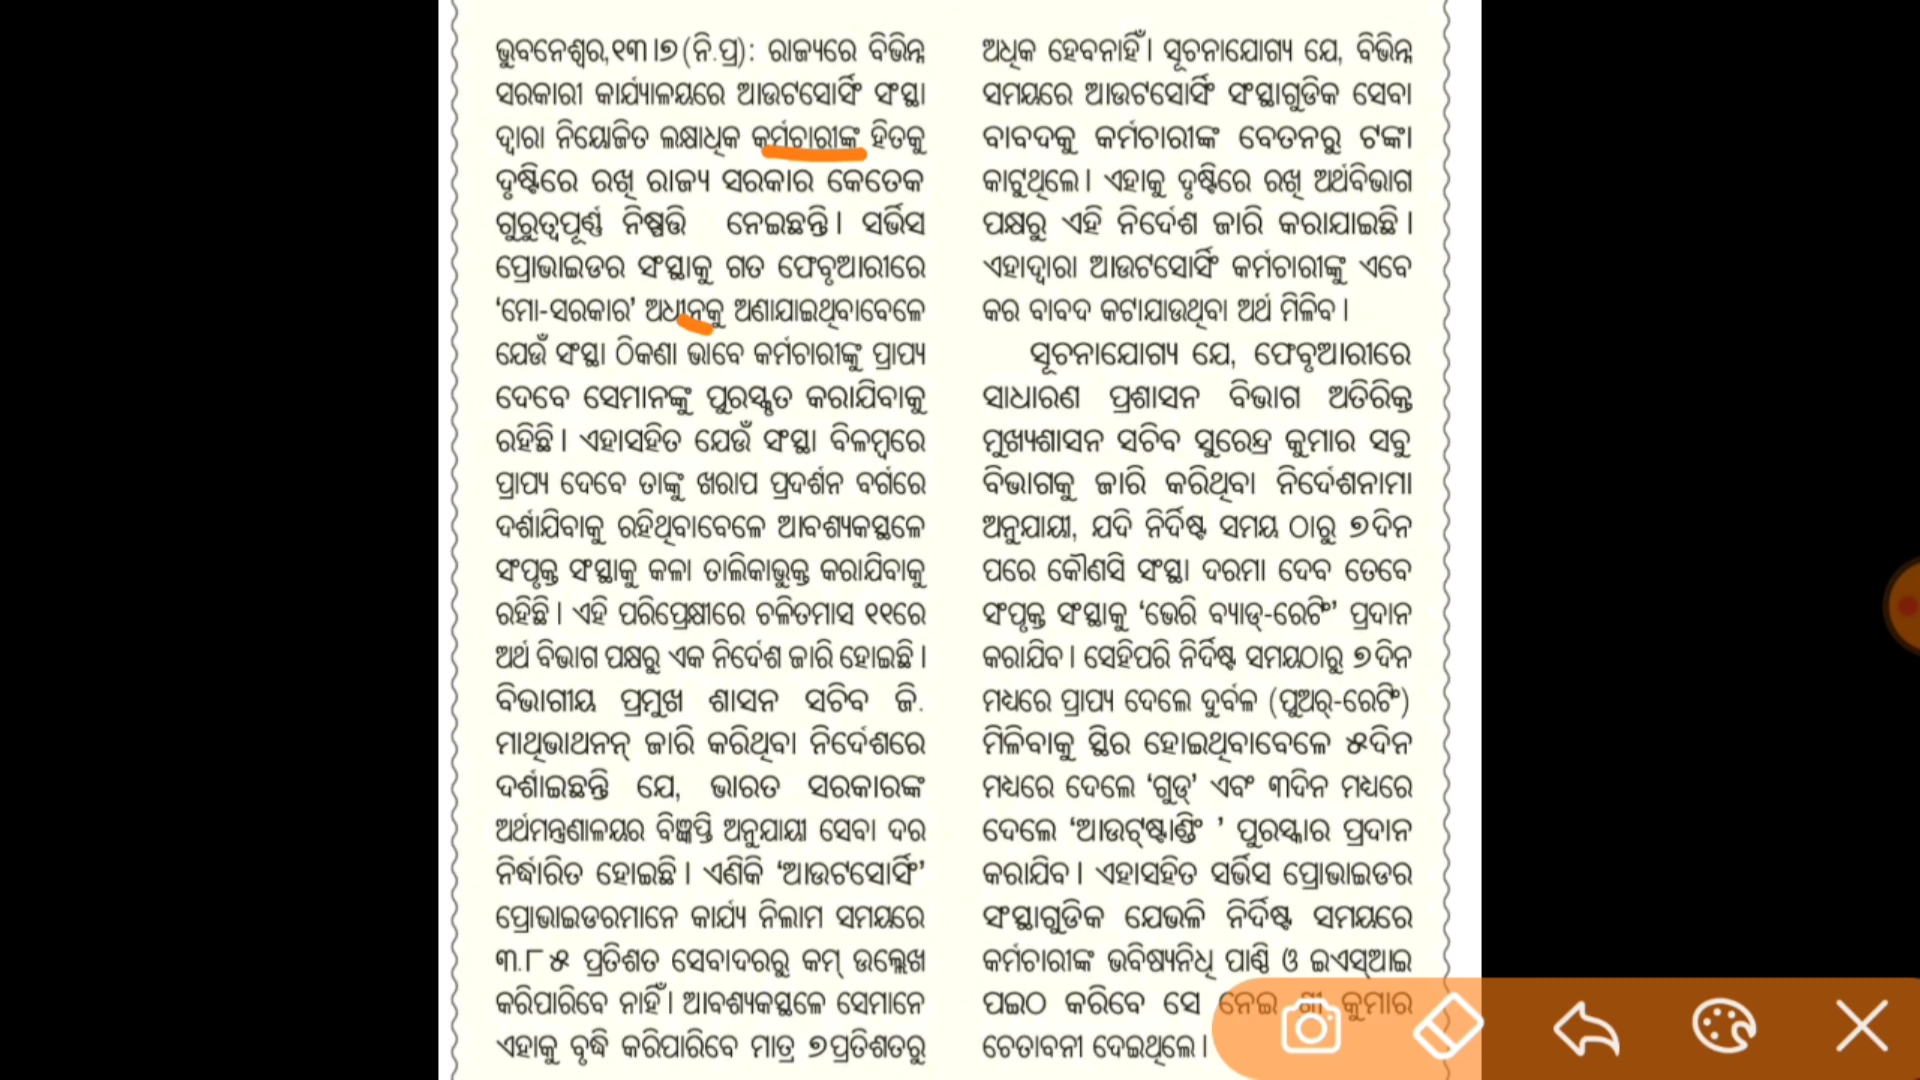 ଭୁବନେଶ୍ୱର,୧୩।୭(ନି.ପ୍ର): ରାଜ୍ୟରେ ବିଭିନ୍ନ
ସରକାରୀ କାର୍ଯ୍ୟାଳୟରେ ଆଉଟସୋର୍ସିଂ ସଂସ୍ଥା
ଦ୍ୱାରା ନିୟୋଜିତ ଲକ୍ଷାଧିକ କର୍ମଚାରୀଙ୍କ ହିତକୁ
ଦୃଷ୍ଟିରେ ରଖି ରାଜ୍ୟ ସରକାର କେତେକ
ଗୁରୁତ୍ୱପୂର୍ଣ୍ଣ ନିଷ୍ପତ୍ତି ନେଇଛନ୍ତି। ସର୍ଭିସ
ପ୍ରୋଭାଇଡର ସଂସ୍ଥାକୁ ଗତ ଫେବୃଆରୀରେ
‘ମୋ-ସରକାର’ ଅଧୀନକୁ ଅଣାଯାଇଥିବାବେଳେ
ଯେଉଁ ସଂସ୍ଥା ଠିକଣା ଭାବେ କର୍ମଚାରୀଙ୍କୁ ପ୍ରାପ୍ୟ
ଦେବେ ସେମାନଙ୍କୁ ପୁରସ୍କୃତ କରାଯିବାକୁ
ରହିଛି। ଏହାସହିତ ଯେଉଁ ସଂସ୍ଥା ବିଳମ୍ବରେ
ପ୍ରାପ୍ୟ ଦେବେ ତାଙ୍କୁ ଖରାପ ପ୍ରଦର୍ଶନ ବର୍ଗରେ
ଦର୍ଶାଯିବାକୁ ରହିଥିବାବେଳେ ଆବଶ୍ୟକସ୍ଥଳେ
ସଂପୃକ୍ତ ସଂସ୍ଥାକୁ କଳା ତାଲିକାଭୁକ୍ତ କରାଯିବାକୁ
ରହିଛି। ଏହି ପରିପ୍ରେକ୍ଷୀରେ ଚଳିତମାସ ୧୧ରେ
ଅର୍ଥ ବିଭାଗ ପକ୍ଷରୁ ଏକ ନିର୍ଦେଶ ଜାରି ହୋଇଛି।
ବିଭାଗୀୟ ପ୍ରମୁଖ ଶାସନ ସଚିବ ଜି.
ମାଥିଭାଥନନ୍ ଜାରି କରିଥିବା ନିର୍ଦେଶରେ
ଦର୍ଶାଇଛନ୍ତି ଯେ, ଭାରତ ସରକାରଙ୍କ
ଅର୍ଥମନ୍ତ୍ରଣାଳୟର ବିଜ୍ଞପ୍ତି ଅନୁଯାୟୀ ସେବା ଦର
ନିର୍ଦ୍ଧାରିତ ହୋଇଛି। ଏଣିକି ‘ଆଉଟସୋର୍ସିଂ’
ପ୍ରୋଭାଇଡରମାନେ କାର୍ଯ୍ୟ ନିଲାମ ସମୟରେ
୩.୮୫ ପ୍ରତିଶତ ସେବାଦରରୁ କମ୍ ଉଲ୍ଲେଖ
କରିପାରିବେ ନାହିଁ। ଆବଶ୍ୟକସ୍ଥଳେ ସେମାନେ
ଏହାକୁ ବୃଦ୍ଧି କରିପାରିବେ ମାତ୍ର ୭ପ୍ରତିଶତରୁ
ଅଧିକ ହେବନାହିଁ। ସୂଚନାଯୋଗ୍ୟ ଯେ, ବିଭିନ୍ନ
ସମୟରେ ଆଉଟସୋର୍ସିଂ ସଂସ୍ଥାଗୁଡିକ ସେବା
ବାବଦକୁ କର୍ମଚାରୀଙ୍କ ବେତନରୁ ଟଙ୍କା
କାଟୁଥିଲେ। ଏହାକୁ ଦୃଷ୍ଟିରେ ରଖି ଅର୍ଥବିଭାଗ
ପକ୍ଷରୁ ଏହି ନିର୍ଦେଶ ଜାରି କରାଯାଇଛି।
ଏହାଦ୍ୱାରା ଆଉଟସୋର୍ସିଂ କର୍ମଚାରୀଙ୍କୁ ଏବେ
କର ବାବଦ କଟାଯାଉଥିବା ଅର୍ଥ ମିଳିବ।
ସୂଚନାଯୋଗ୍ୟ ଯେ, ଫେବୃଆରୀରେ
ସାଧାରଣ ପ୍ରଶାସନ ବିଭାଗ ଅତିରିକ୍ତ
ମୁଖ୍ୟଶାସନ ସଚିବ ସୁରେନ୍ଦ୍ର କୁମାର ସବୁ
ବିଭାଗକୁ ଜାରି କରିଥିବା ନିର୍ଦେଶନାମା
ଅନୁଯାୟୀ, ଯଦି ନିର୍ଦିଷ୍ଟ ସମୟ ଠାରୁ ୭ଦିନ
ପରେ କୌଣସି ସଂସ୍ଥା ଦରମା ଦେବ ତେବେ
ସଂପୃକ୍ତ ସଂସ୍ଥାକୁ ‘ଭେରି ବ୍ୟାଡ୍-ରେଟିଂ’ ପ୍ରଦାନ
କରାଯିବ। ସେହିପରି ନିର୍ଦିଷ୍ଟ ସମୟଠାରୁ ୭ଦିନ
ମଧ୍ୟରେ ପ୍ରାପ୍ୟ ଦେଲେ ଦୁର୍ବଳ (ପୁଅର୍-ରେଟିଂ)
ମିଳିବାକୁ ସ୍ଥିର ହୋଇଥିବାବେଳେ ୫ଦିନ
ମଧ୍ୟରେ ଦେଲେ ‘ଗୁଡ୍’ ଏବଂ ୩ଦିନ ମଧ୍ୟରେ
ଦେଲେ ‘ଆଉଟ୍‌ଷ୍ଟାଣ୍ଡିଂ ’ ପୁରସ୍କାର ପ୍ରଦାନ
କରାଯିବ। ଏହାସହିତ ସର୍ଭିସ ପ୍ରୋଭାଇଡର
ସଂସ୍ଥାଗୁଡିକ ଯେଭଳି ନିର୍ଦିଷ୍ଟ ସମୟରେ
କର୍ମଚାରୀଙ୍କ ଭବିଷ୍ୟନିଧି ପାଣ୍ଠି ଓ ଇଏସ୍ଆଇ
ପଇଠ କରିବେ ସେ ନେଇ ଶ୍ରୀ କୁମାର
ଚେତାବନୀ ଦେଇଥିଲେ।